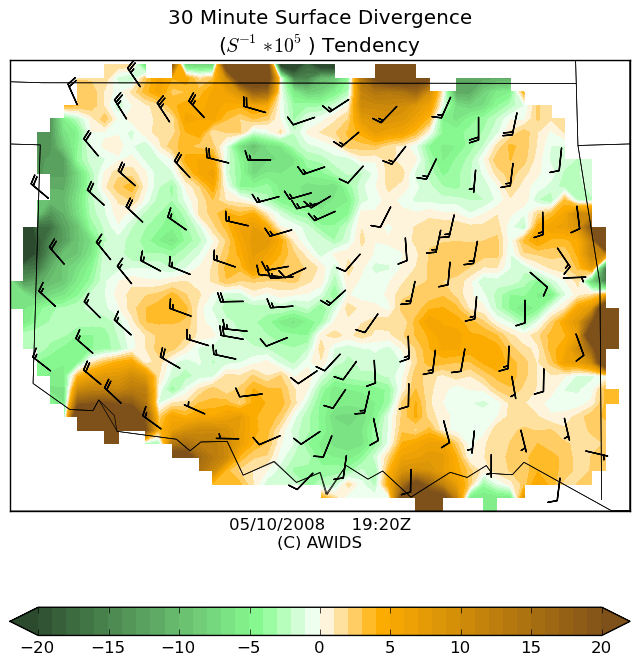 30 Minute Surface Divergence
(S⁻¹ * 10⁵ ) Tendency
05/10/2008 19:20Z
(C) AWIDS
−20 −15 −10 −5 0 5 10 15 20